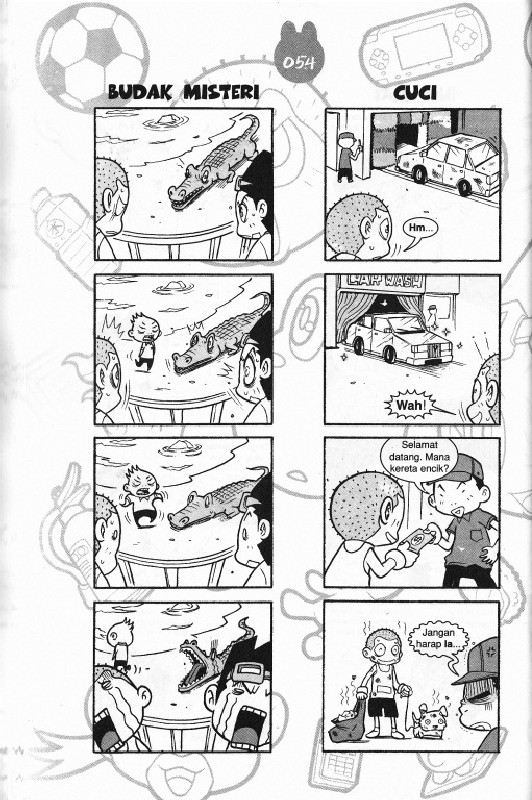 054
BUDAK MISTERI
CUCI
Hm...
CAR WASH
Wah!
Selamat
datang. Mana
kereta encik?
Jangan
harap la...